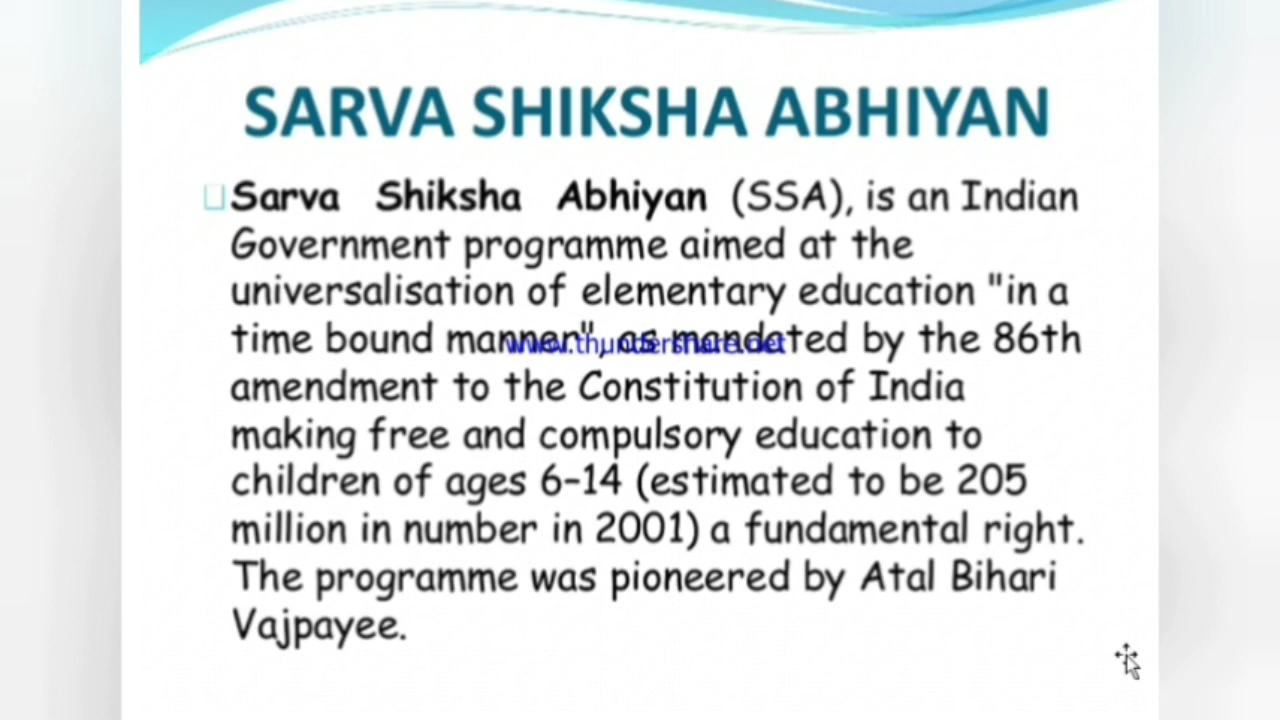 SARVA SHIKSHA ABHIYAN
Sarva Shiksha Abhiyan (SSA), is an Indian
Government programme aimed at the
universalisation of elementary education "in a
time bound manner", as mandated by the 86th
www.thundershare.net
amendment to the Constitution of India
making free and compulsory education to
children of ages 6–14 (estimated to be 205
million in number in 2001) a fundamental right.
The programme was pioneered by Atal Bihari
Vajpayee.